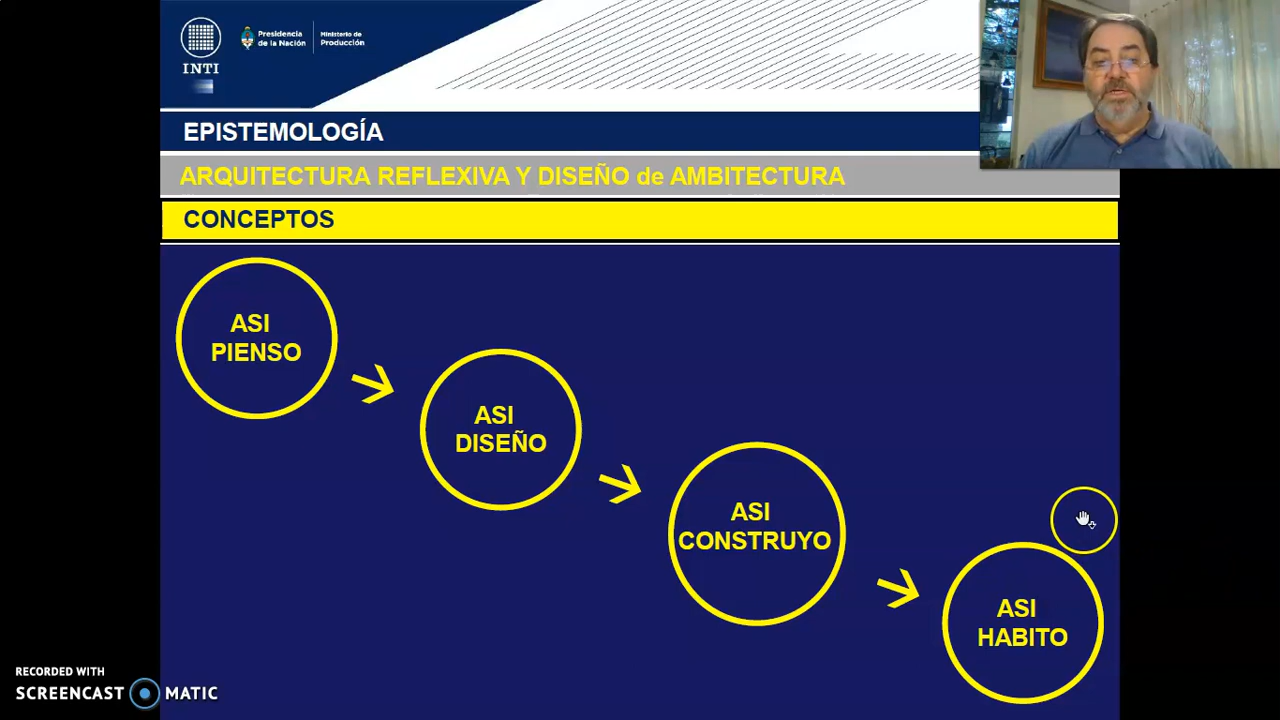 INTI
Presidencia
de la Nación
Ministerio de
Producción
EPISTEMOLOGÍA
ARQUITECTURA REFLEXIVA Y DISEÑO de AMBITECTURA
CONCEPTOS
ASI
PIENSO
ASI
DISEÑO
ASI
CONSTRUYO
ASI
HABITO
RECORDED WITH
SCREENCAST MATIC